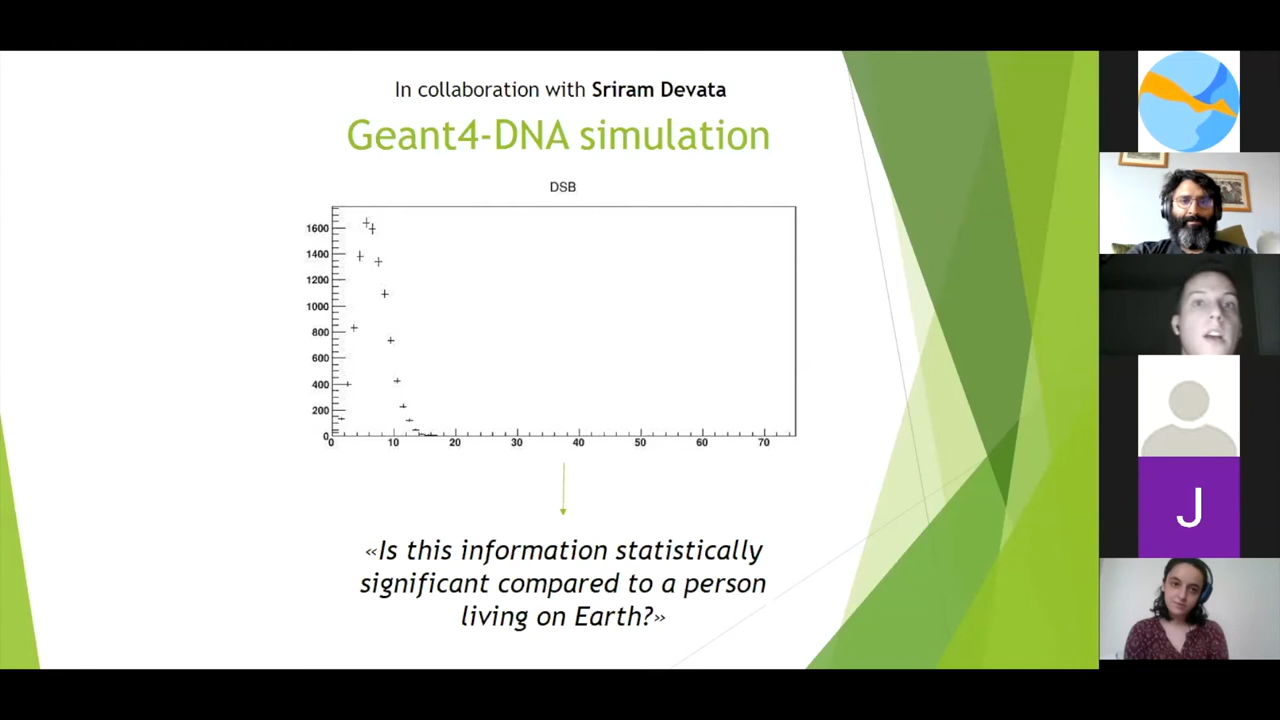 In collaboration with Sriram Devata
Geant4-DNA simulation
DSB
1600
1400
1200
1000
800
600
400
200
0
0 10 20 30 40 50 60 70
«Is this information statistically
significant compared to a person
living on Earth?»
J